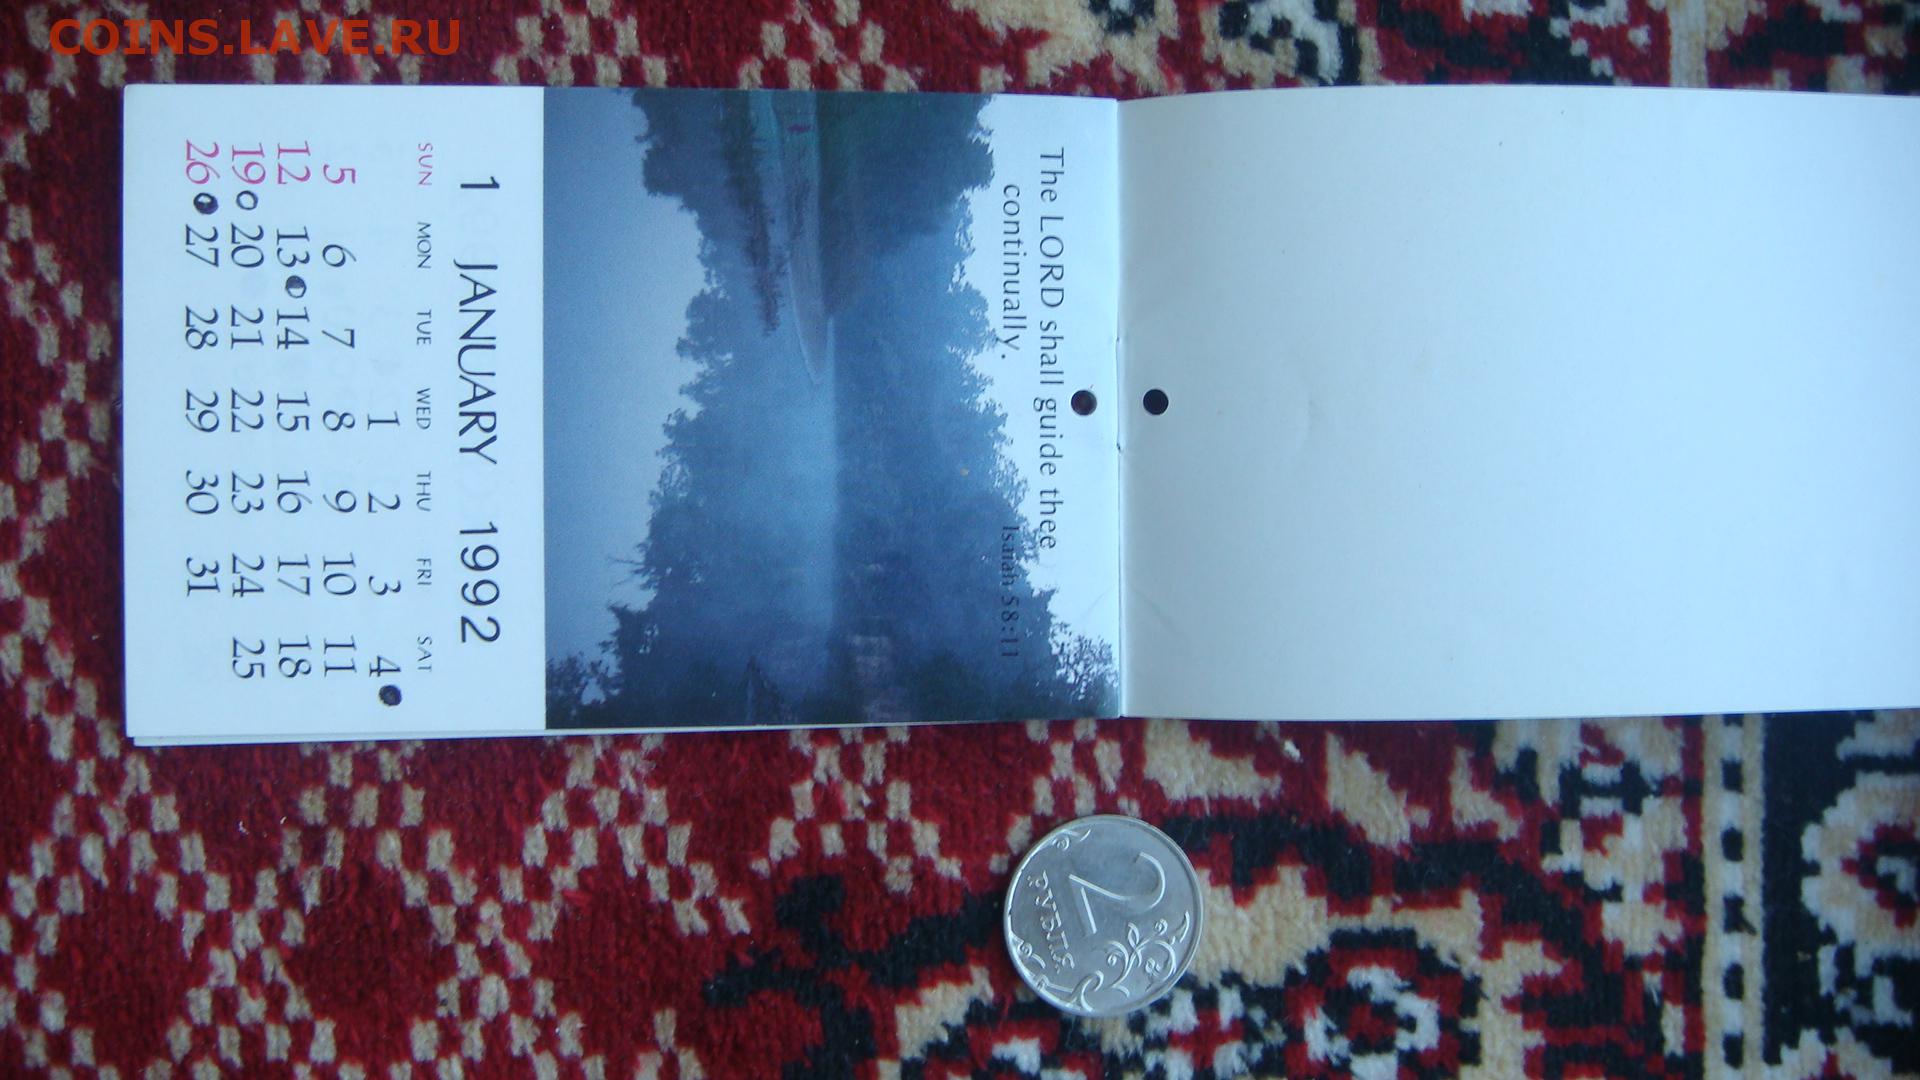 COINS.LAVE.RU
The LORD shall guide thee
continually.
Isaiah 58:11
1 JANUARY 1992
SUN MON TUE WED THU FRI SAT
1 2 3 4
5 6 7 8 9 10 11
12 13 14 15 16 17 18
19 20 21 22 23 24 25
26 27 28 29 30 31
2
РУБЛЯ